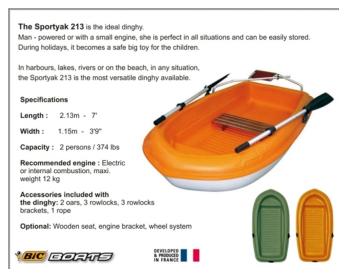 The Sportyak 213 is the ideal dinghy.
Man - powered or with a small engine, she is perfect in all situations and can be easily stored.
During holidays, it becomes a safe big toy for the children.
In harbours, lakes, rivers or on the beach, in any situation,
the Sportyak 213 is the most versatile dinghy available.
Specifications
Length : 2.13m - 7'
Width : 1.15m - 3'9"
Capacity : 2 persons / 374 lbs
Recommended engine : Electric
or internal combustion, maxi.
weight 12 kg
Accessories included with
the dinghy: 2 oars, 3 rowlocks, 3 rowlocks
brackets, 1 rope
Optional: Wooden seat, engine bracket, wheel system
BIC BOATS
DEVELOPED
& PRODUCED
IN FRANCE